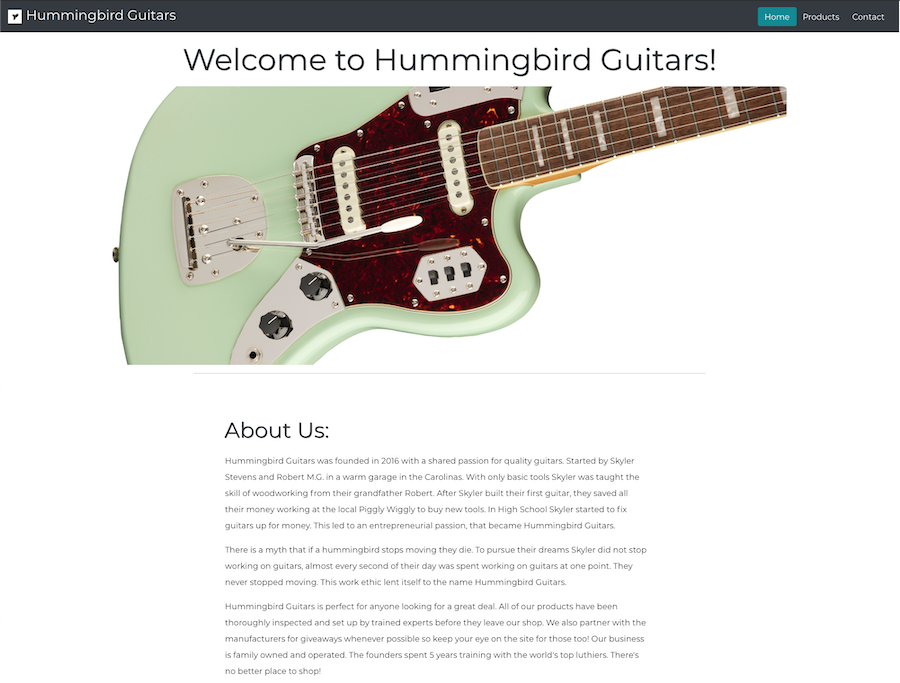 Hummingbird Guitars
Home Products Contact
Welcome to Hummingbird Guitars!
About Us:
Hummingbird Guitars was founded in 2016 with a shared passion for quality guitars. Started by Skyler
Stevens and Robert M.G. in a warm garage in the Carolinas. With only basic tools Skyler was taught the
skill of woodworking from their grandfather Robert. After Skyler built their first guitar, they saved all
their money working at the local Piggly Wiggly to buy new tools. In High School Skyler started to fix
guitars up for money. This led to an entrepreneurial passion, that became Hummingbird Guitars.
There is a myth that if a hummingbird stops moving they die. To pursue their dreams Skyler did not stop
working on guitars, almost every second of their day was spent working on guitars at one point. They
never stopped moving. This work ethic lent itself to the name Hummingbird Guitars.
Hummingbird Guitars is perfect for anyone looking for a great deal. All of our products have been
thoroughly inspected and set up by trained experts before they leave our shop. We also partner with the
manufacturers for giveaways whenever possible so keep your eye on the site for those too! Our business
is family owned and operated. The founders spent 5 years training with the world's top luthiers. There's
no better place to shop!